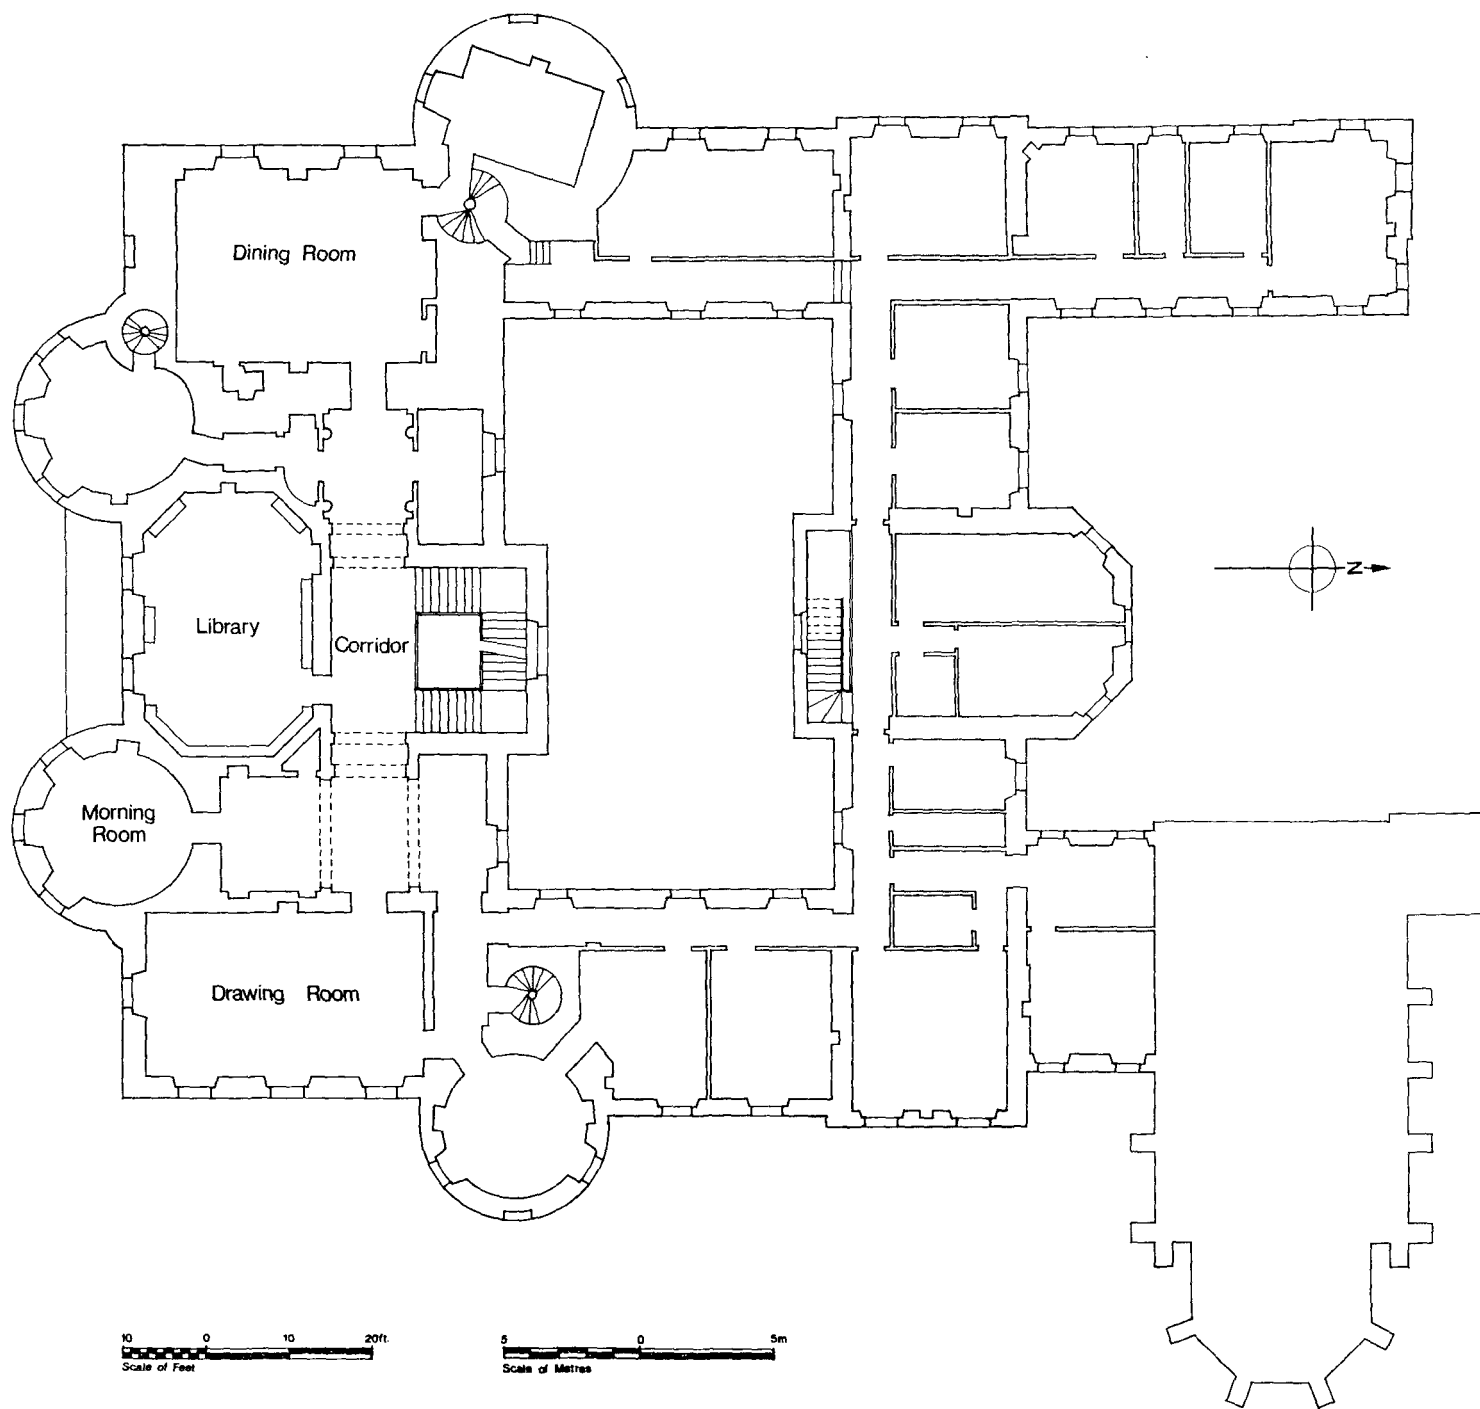 Dining Room
Library
Corridor
N
Morning
Room
Drawing Room
10 0 10 20ft.
Scale of Feet
5 0 5m
Scale of Metres